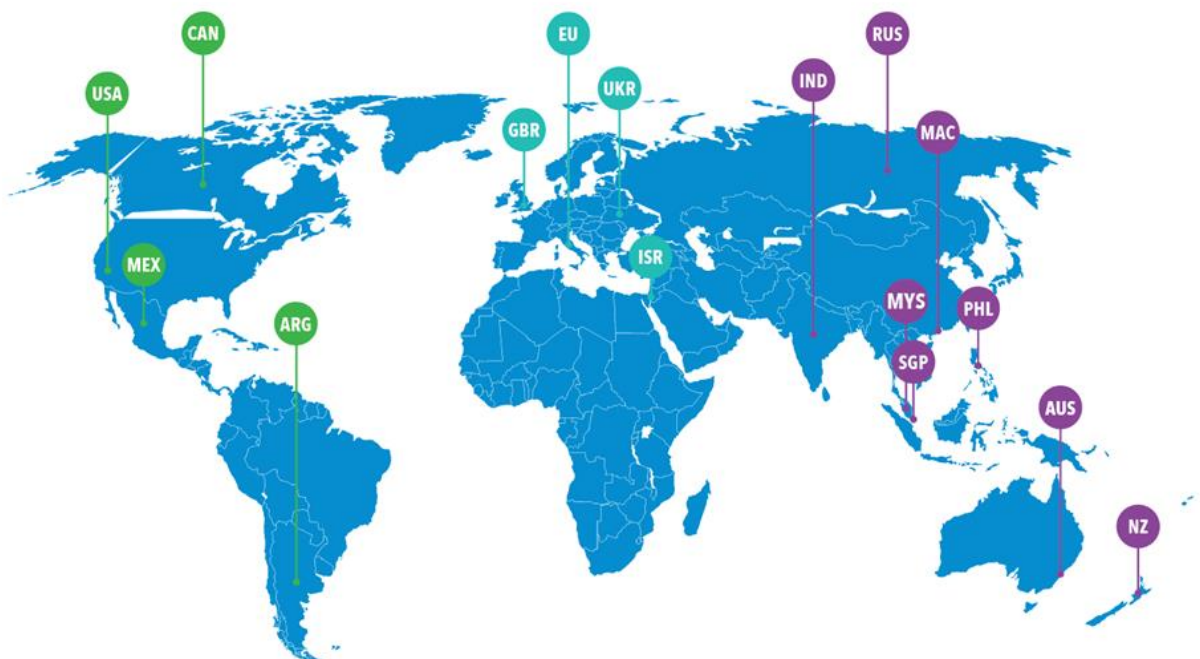 CAN
EU
RUS
USA
IND
UKR
GBR
MAC
MEX
ISR
ARG
MYS
PHL
SGP
AUS
NZ